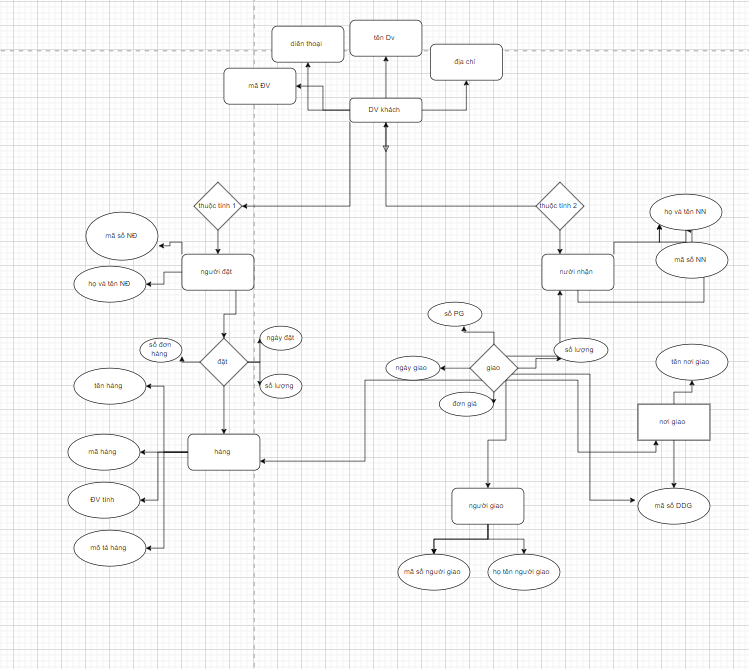 diên thoại
tên Dv
địa chỉ
mã ĐV
DV khách
thuộc tính 1
thuộc tính 2
họ và tên NN
mã số NĐ
mã số NN
người đặt
nười nhận
họ và tên NĐ
số PG
số đơn
hàng
ngày đặt
số lượng
đặt
ngày giao
giao
tên nơi giao
tên hàng
số lượng
đơn giá
nơi giao
mã hàng
hàng
ĐV tính
người giao
mã số DDG
mô tả hàng
mã số người giao
họ tên người giao